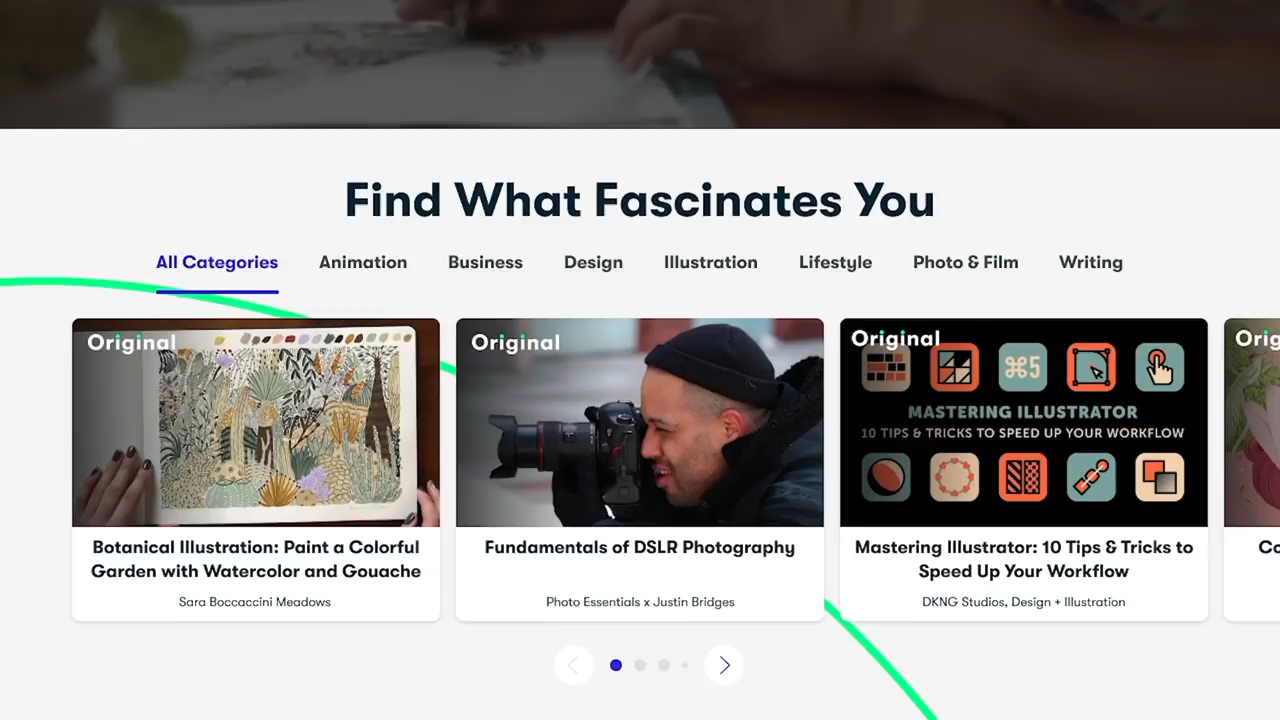 Find What Fascinates You
All Categories Animation Business Design Illustration Lifestyle Photo & Film Writing
Original
Original
Original
⌘5
MASTERING ILLUSTRATOR
10 TIPS & TRICKS TO SPEED UP YOUR WORKFLOW
Botanical Illustration: Paint a Colorful
Garden with Watercolor and Gouache
Sara Boccaccini Meadows
Fundamentals of DSLR Photography
Photo Essentials x Justin Bridges
Mastering Illustrator: 10 Tips & Tricks to
Speed Up Your Workflow
DKNG Studios, Design + Illustration